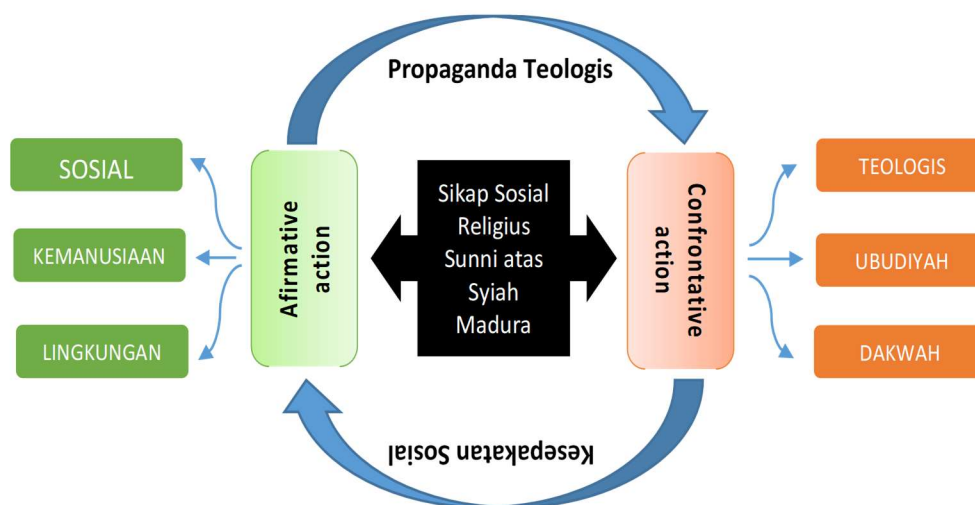 Propaganda Teologis
SOSIAL
KEMANUSIAAN
LINGKUNGAN
Afirmative
action
Sikap Sosial
Religius
Sunni atas
Syiah
Madura
Confrontative
action
TEOLOGIS
UBUDIYAH
DAKWAH
Kesepakatan Sosial